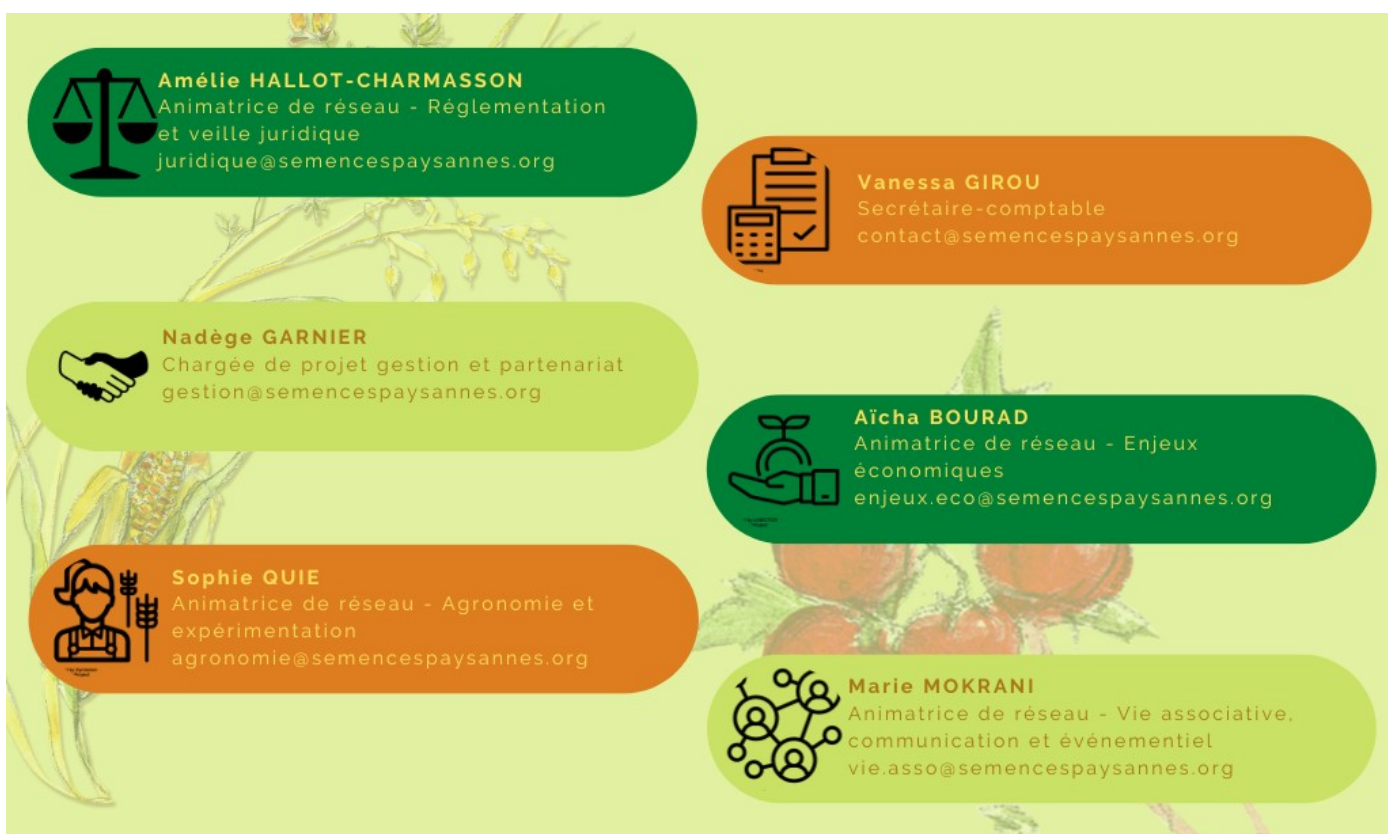 Amélie HALLOT-CHARMASSON
Animatrice de réseau - Réglementation
et veille juridique
juridique@semencespaysannes.org
Vanessa GIROU
Secrétaire-comptable
contact@semencespaysannes.org
Nadège GARNIER
Chargée de projet gestion et partenariat
gestion@semencespaysannes.org
Aïcha BOURAD
Animatrice de réseau - Enjeux
économiques
enjeux.eco@semencespaysannes.org
Sophie QUIE
Animatrice de réseau - Agronomie et
expérimentation
agronomie@semencespaysannes.org
Marie MOKRANI
Animatrice de réseau - Vie associative,
communication et événementiel
vie.asso@semencespaysannes.org